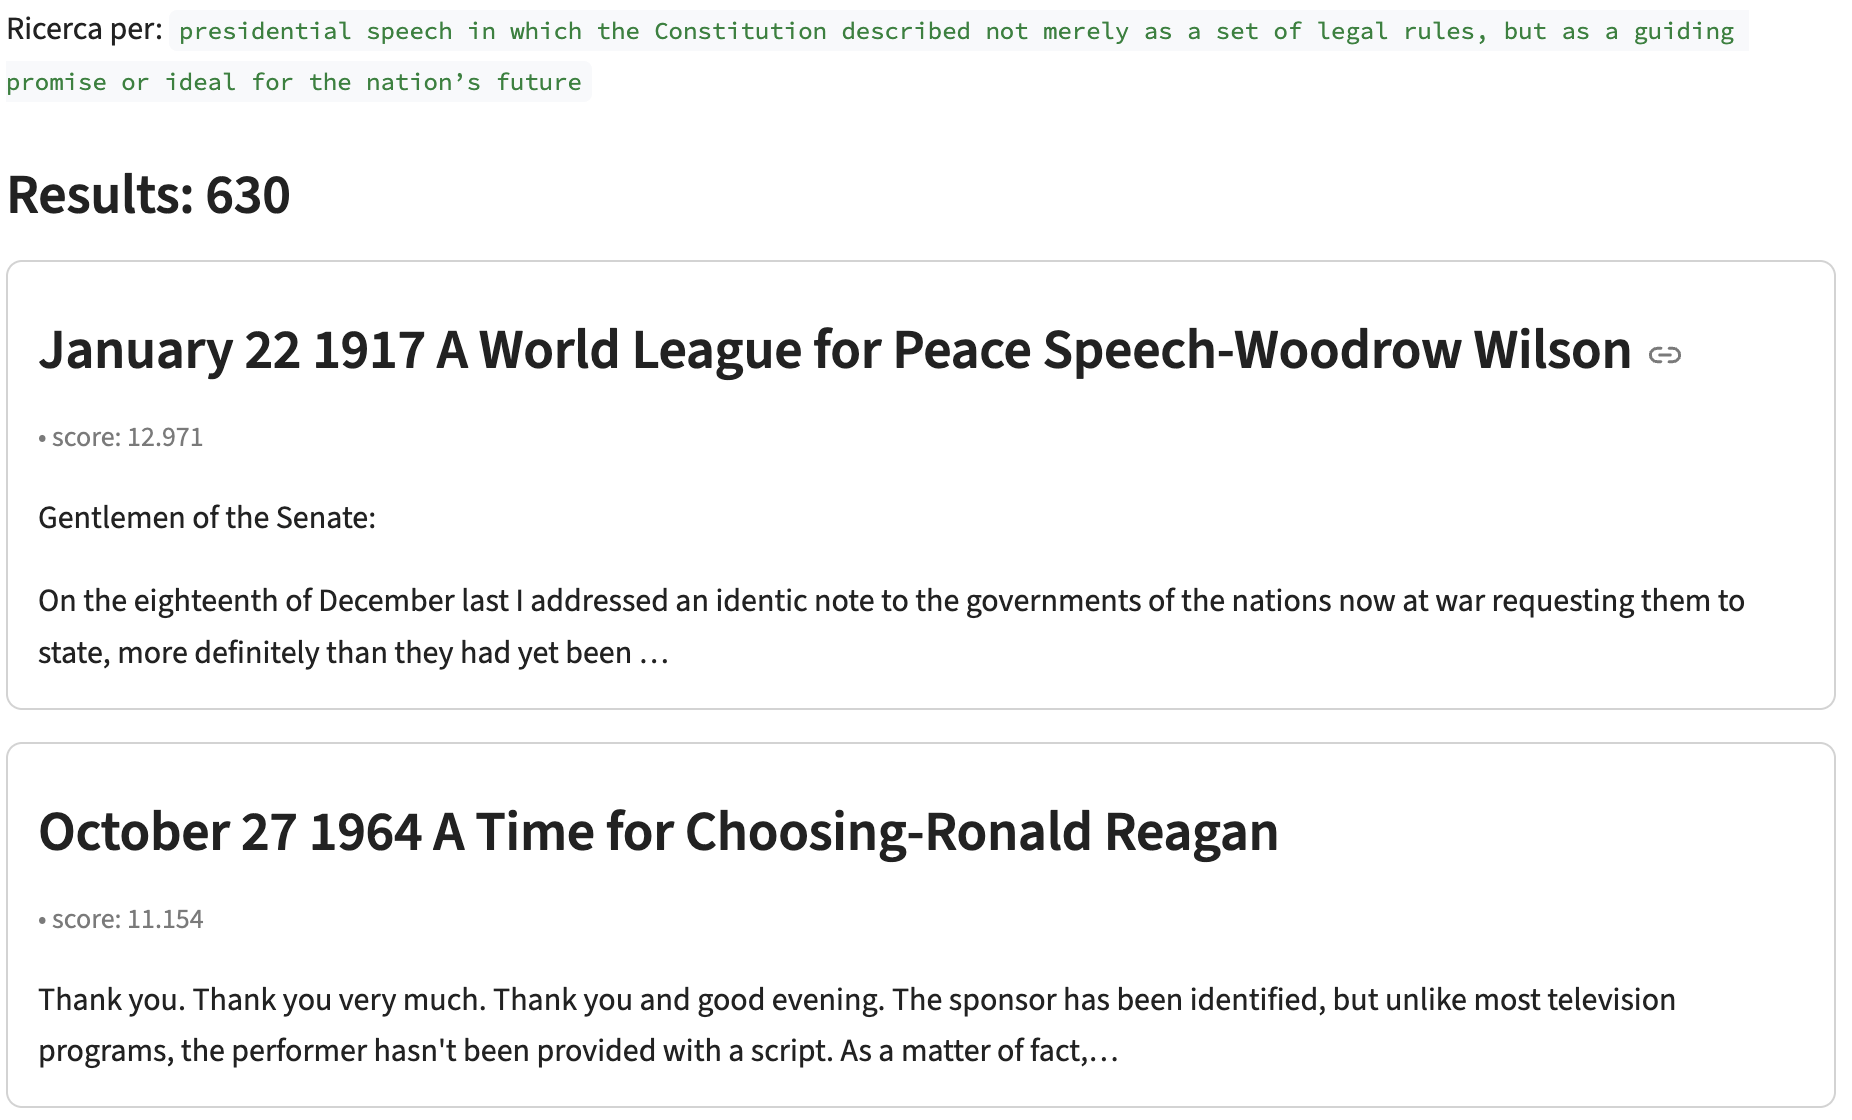 Ricerca per: presidential speech in which the Constitution described not merely as a set of legal rules, but as a guiding
promise or ideal for the nation’s future
Results: 630
January 22 1917 A World League for Peace Speech-Woodrow Wilson
• score: 12.971
Gentlemen of the Senate:
On the eighteenth of December last I addressed an identic note to the governments of the nations now at war requesting them to
state, more definitely than they had yet been …
October 27 1964 A Time for Choosing-Ronald Reagan
• score: 11.154
Thank you. Thank you very much. Thank you and good evening. The sponsor has been identified, but unlike most television
programs, the performer hasn't been provided with a script. As a matter of fact,…